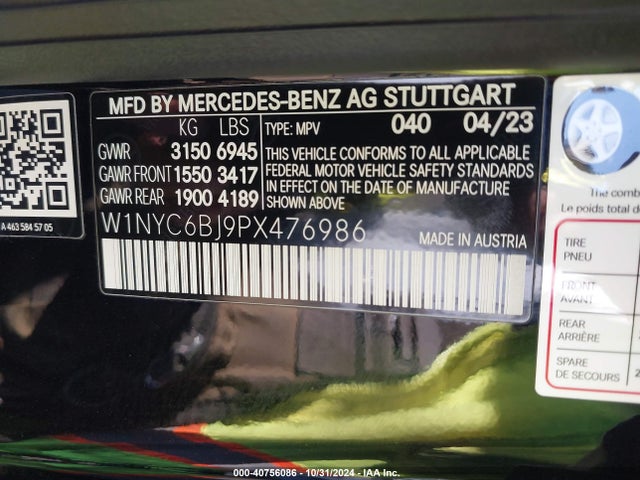 MFD BY MERCEDES-BENZ AG STUTTGART
KG LBS TYPE: MPV 040 04/23
GVWR 3150 6945
GAWR FRONT 1550 3417
GAWR REAR 1900 4189
THIS VEHICLE CONFORMS TO ALL APPLICABLE
FEDERAL MOTOR VEHICLE SAFETY STANDARDS
IN EFFECT ON THE DATE OF MANUFACTURE
SHOWN ABOVE
W1NYC6BJ9PX476986 MADE IN AUSTRIA
A 463 584 57 05
The comb
Le poids total d
TIRE
PNEU
FRONT
AVANT
REAR
ARRIÈRE
SPARE
DE SECOURS
000-40756086 - 10/31/2024 - IAA Inc.